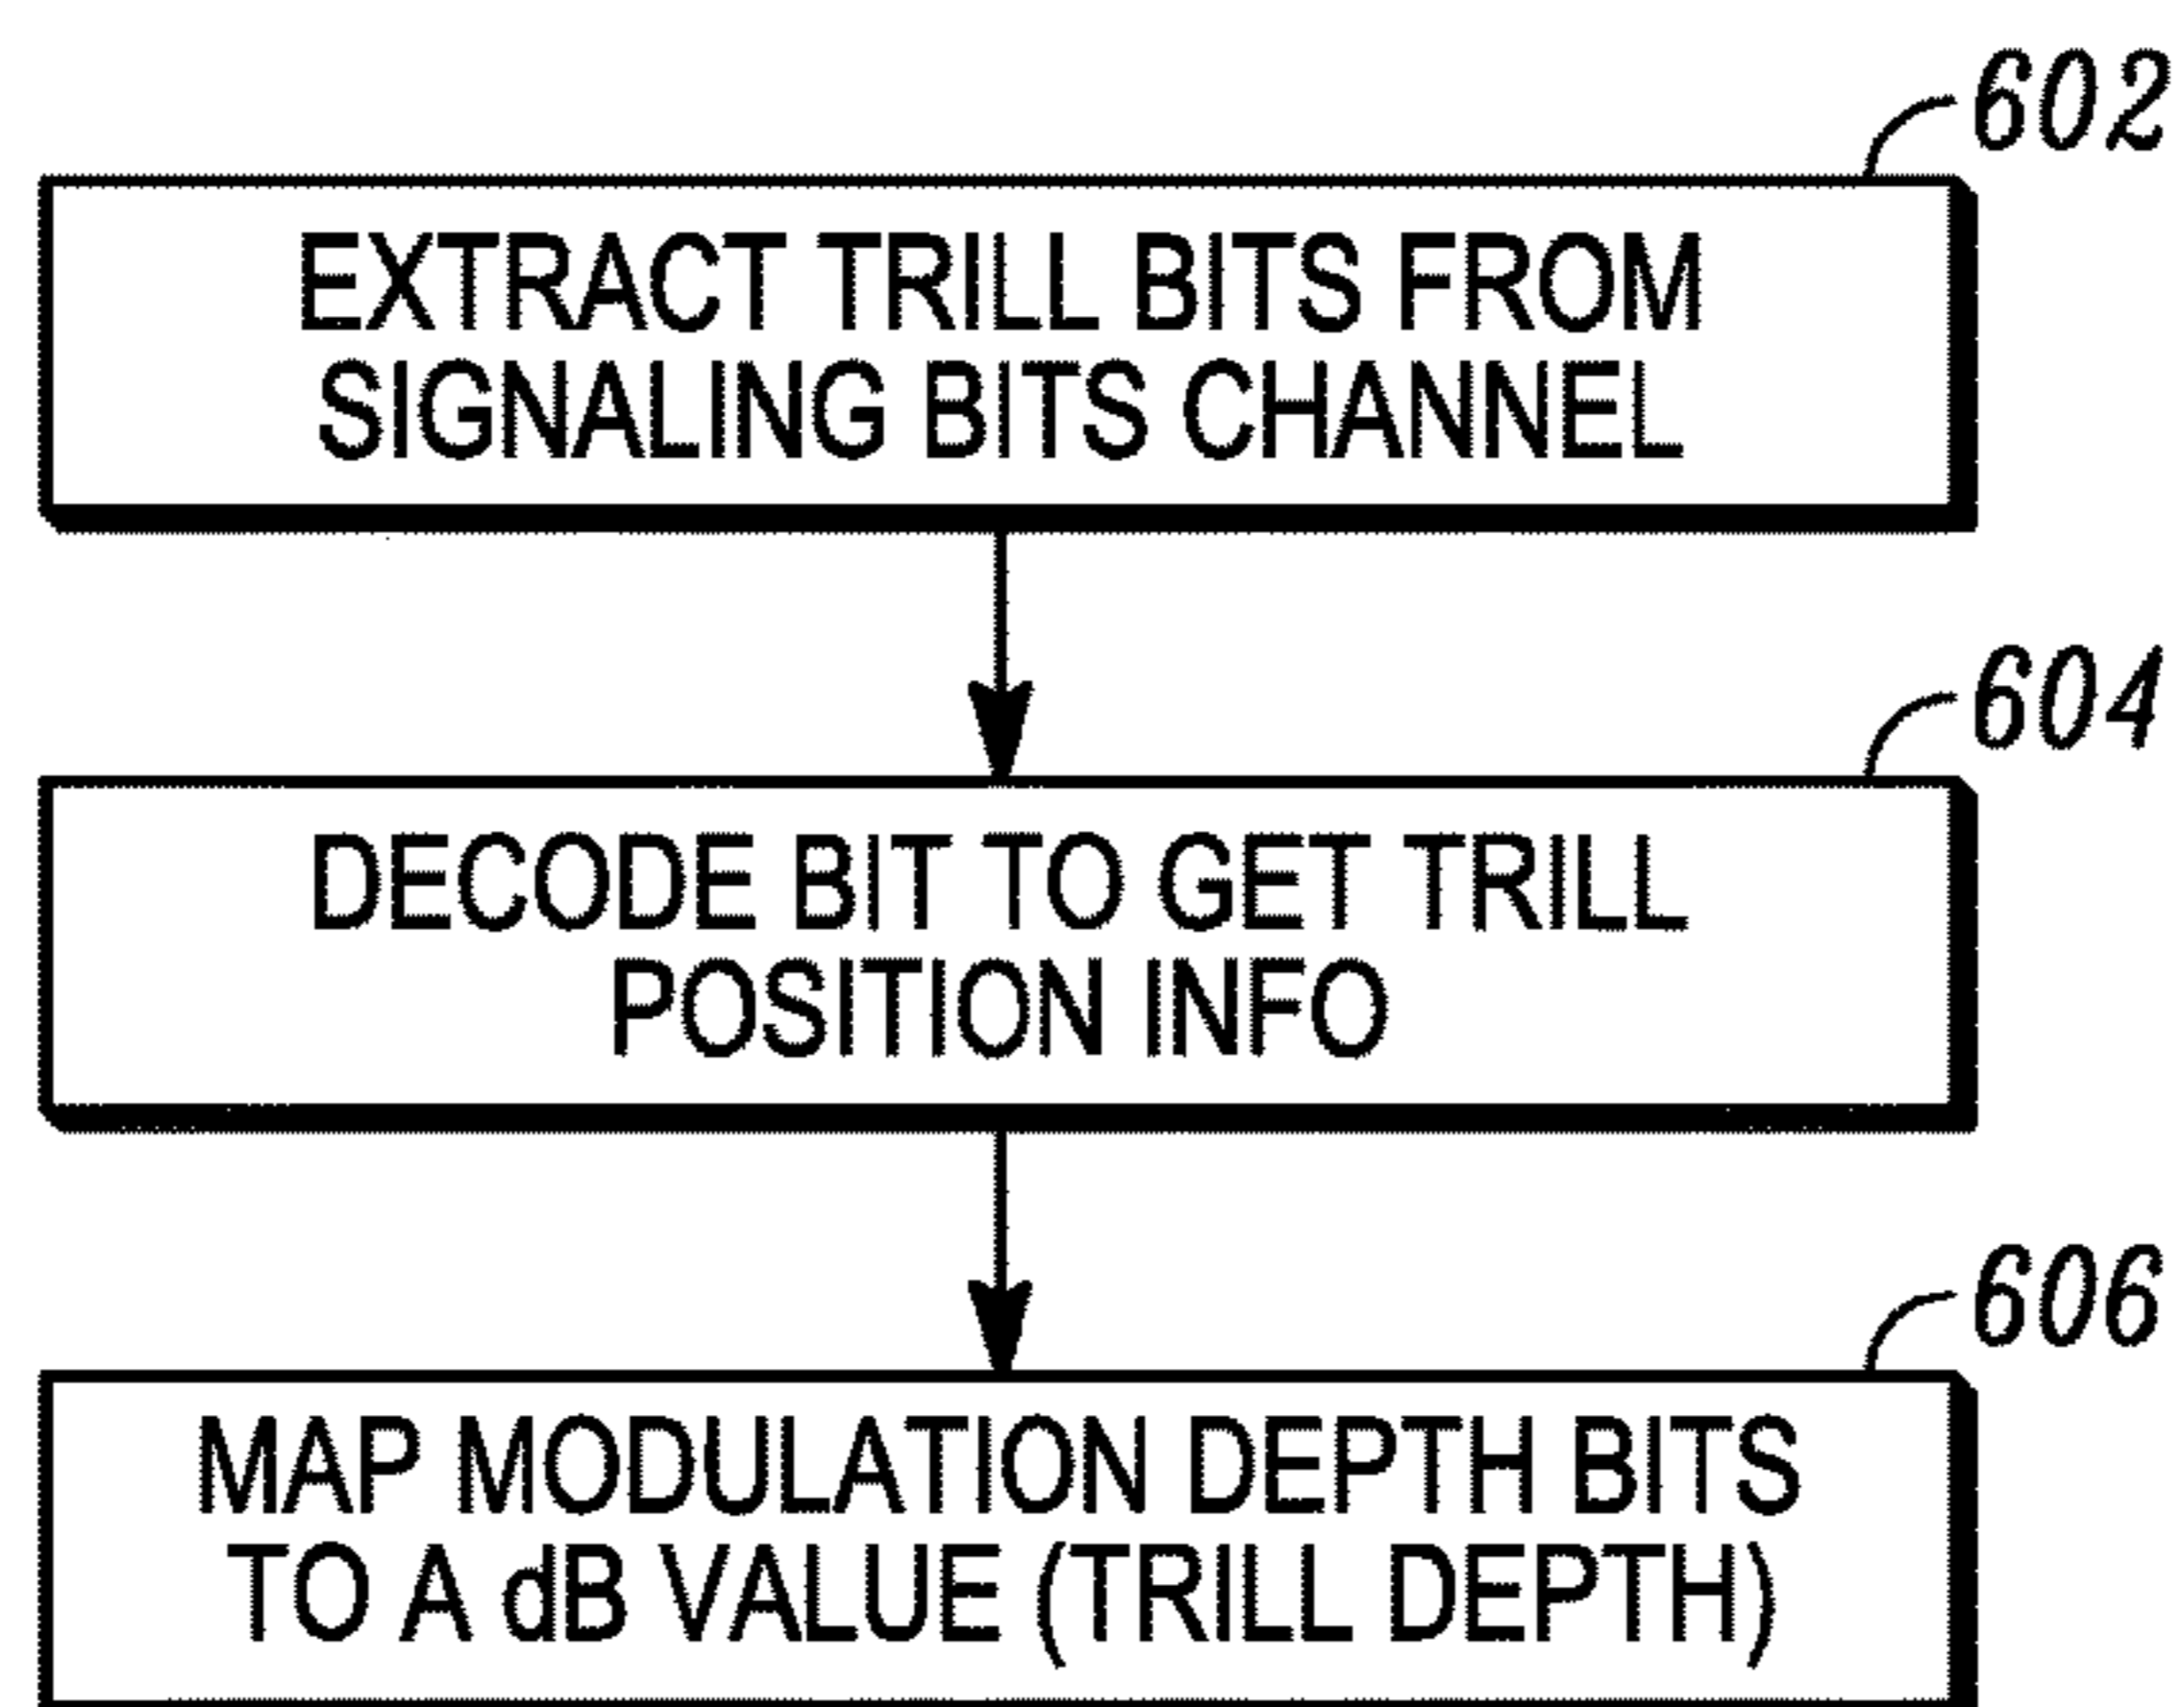 602
EXTRACT TRILL BITS FROM
SIGNALING BITS CHANNEL
604
DECODE BIT TO GET TRILL
POSITION INFO
606
MAP MODULATION DEPTH BITS
TO A dB VALUE (TRILL DEPTH)